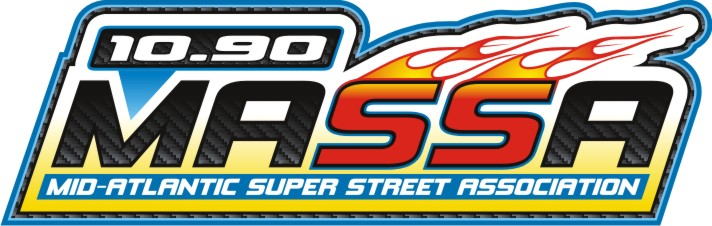 10.90
MASSA
MID-ATLANTIC SUPER STREET ASSOCIATION